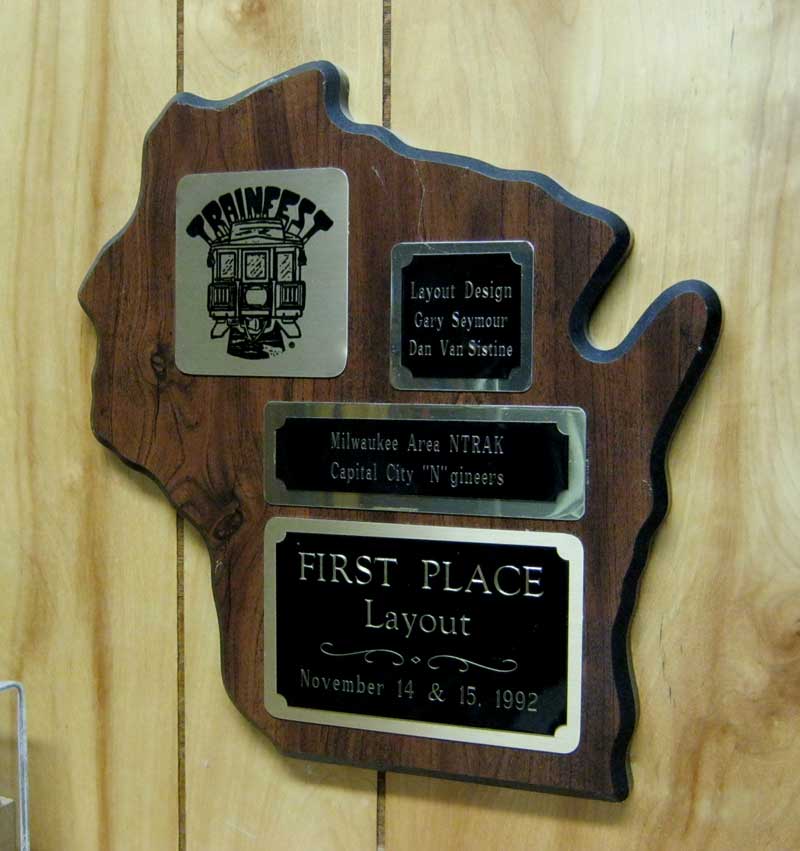 TRAINFEST
Layout Design
Gary Seymour
Dan Van Sistine
Milwaukee Area NTRAK
Capital City "N"gineers
FIRST PLACE
Layout
November 14 & 15, 1992